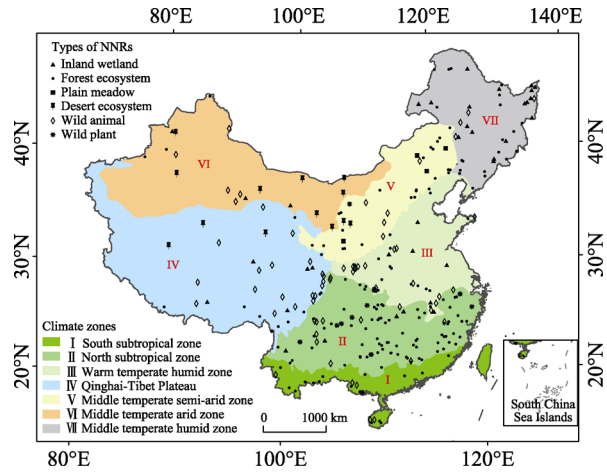 80°E 100°E 120°E 140°E
Types of NNRs
Inland wetland
Forest ecosystem
Plain meadow
Desert ecosystem
Wild animal
Wild plant
VII
40°N 40°N
VI
V
30°N 30°N
III
IV
Climate zones
I South subtropical zone
II North subtropical zone
III Warm temperate humid zone
IV Qinghai-Tibet Plateau
V Middle temperate semi-arid zone
VI Middle temperate arid zone
VII Middle temperate humid zone
II
20°N 20°N
I
0 1000 km
South China
Sea Islands
80°E 100°E 120°E